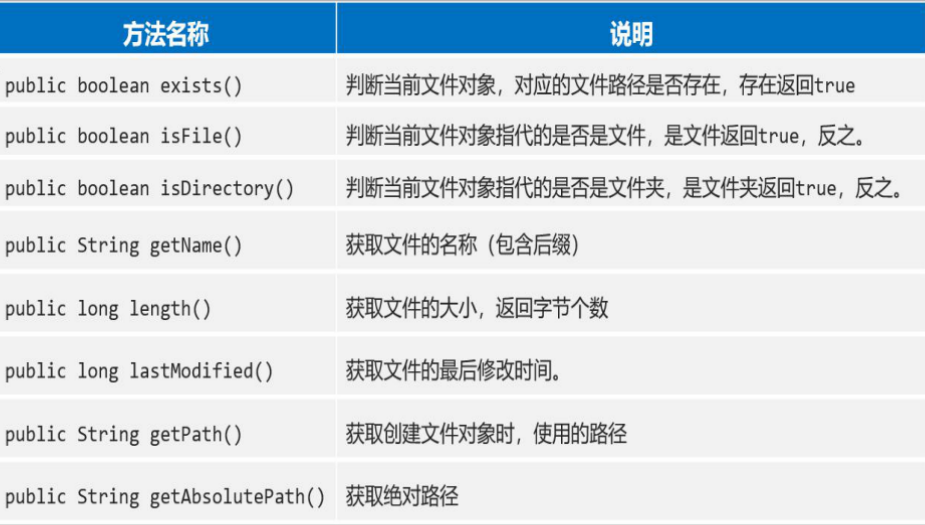 方法名称 说明
public boolean exists() 判断当前文件对象，对应的文件路径是否存在，存在返回true
public boolean isFile() 判断当前文件对象指代的是否是文件，是文件返回true，反之。
public boolean isDirectory() 判断当前文件对象指代的是否是文件夹，是文件夹返回true，反之。
public String getName() 获取文件的名称（包含后缀）
public long length() 获取文件的大小，返回字节个数
public long lastModified() 获取文件的最后修改时间。
public String getPath() 获取创建文件对象时，使用的路径
public String getAbsolutePath() 获取绝对路径